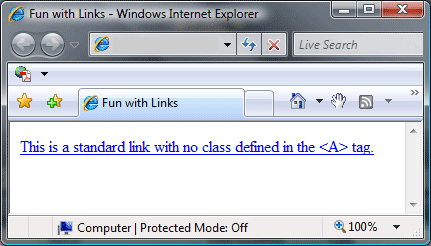 Fun with Links - Windows Internet Explorer
Live Search
Fun with Links
This is a standard link with no class defined in the <A> tag.
Computer | Protected Mode: Off
100%